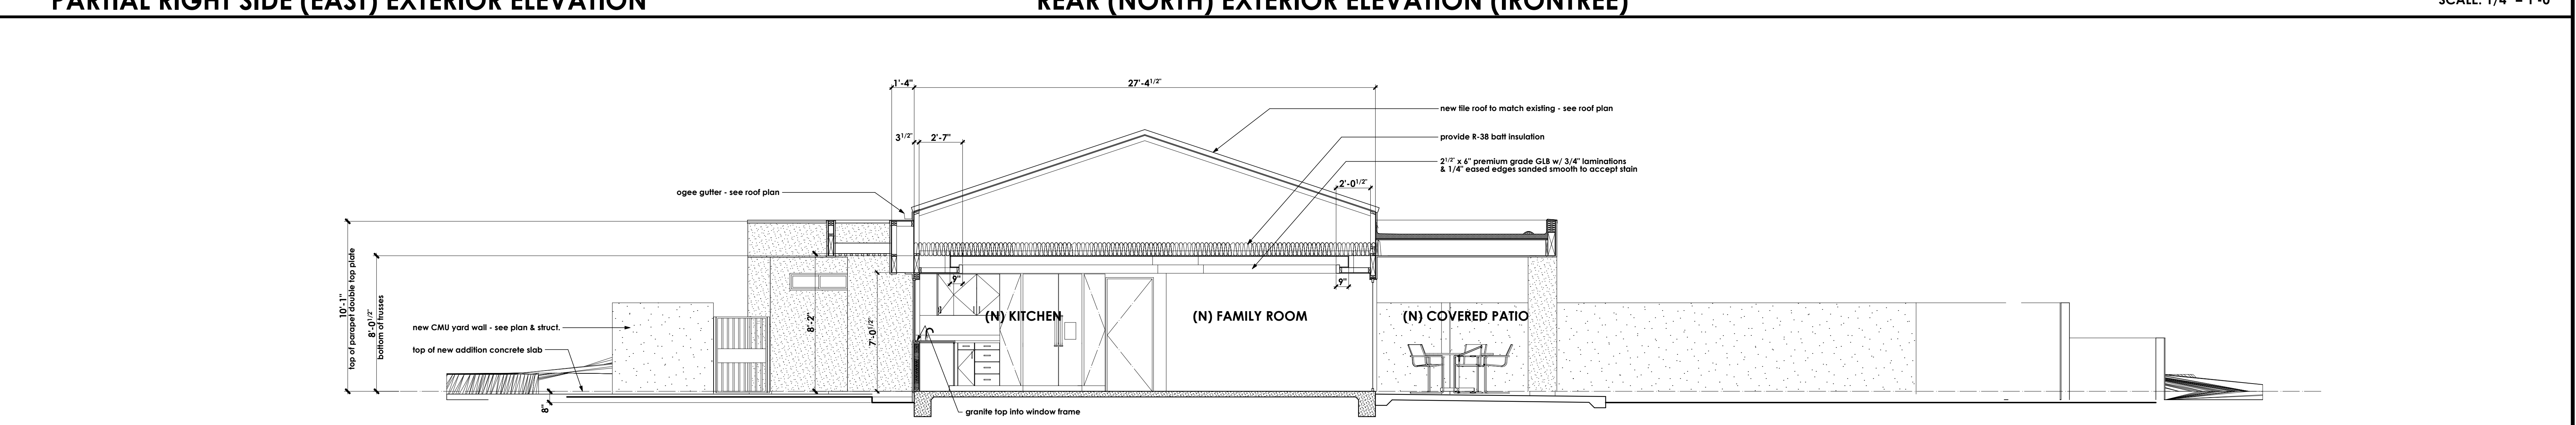 PARTIAL RIGHT SIDE (EAST) EXTERIOR ELEVATION
REAR (NORTH) EXTERIOR ELEVATION (IRONTREE)
SCALE: 1/4" = 1'-0"
1'-4"
27'-4 1/2"
new tile roof to match existing - see roof plan
3 1/2"
2'-7"
provide R-38 batt insulation
2 1/2" x 6" premium grade GLB w/ 3/4" laminations
& 1/4" eased edges sanded smooth to accept stain
2'-0 1/2"
ogee gutter - see roof plan
10'-1"
top of parapet double top plate
8'-0 1/2"
bottom of trusses
9"
9"
8'-2"
7'-0 1/2"
(N) KITCHEN
(N) FAMILY ROOM
(N) COVERED PATIO
new CMU yard wall - see plan & struct.
top of new addition concrete slab
8"
granite top into window frame